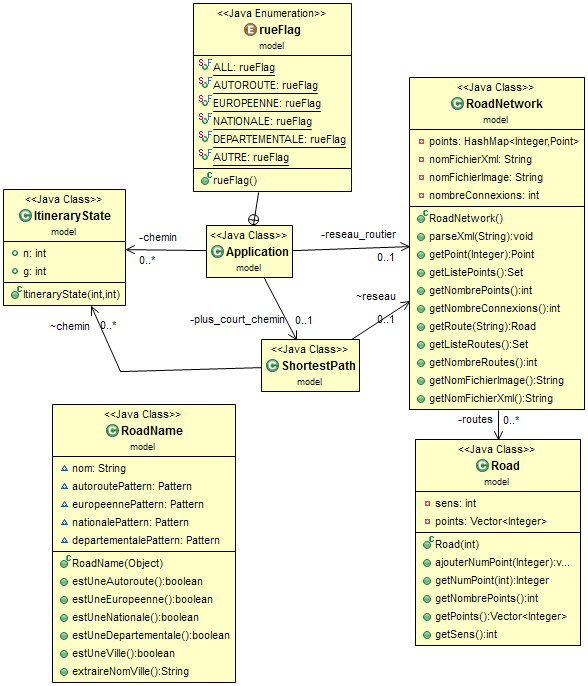 <<Java Enumeration>>
rueFlag
model
ALL: rueFlag
AUTOROUTE: rueFlag
EUROPEENNE: rueFlag
NATIONALE: rueFlag
DEPARTEMENTALE: rueFlag
AUTRE: rueFlag
rueFlag()
<<Java Class>>
RoadNetwork
model
points: HashMap<Integer,Point>
nomFichierXml: String
nomFichierImage: String
nombreConnexions: int
RoadNetwork()
parseXml(String):void
getPoint(Integer):Point
getListePoints():Set
getNombrePoints():int
getNombreConnexions():int
getRoute(String):Road
getListeRoutes():Set
getNombreRoutes():int
getNomFichierImage():String
getNomFichierXml():String
<<Java Class>>
ItineraryState
model
n: int
g: int
ItineraryState(int,int)
-chemin
0..*
<<Java Class>>
Application
model
-reseau_routier
0..1
-plus_court_chemin
0..1
~reseau
0..1
~chemin
0..*
<<Java Class>>
ShortestPath
model
-routes
0..*
<<Java Class>>
RoadName
model
nom: String
autoroutePattern: Pattern
europeennePattern: Pattern
nationalePattern: Pattern
departementalePattern: Pattern
RoadName(Object)
estUneAutoroute():boolean
estUneEuropeenne():boolean
estUneNationale():boolean
estUneDepartementale():boolean
estUneVille():boolean
extraireNomVille():String
<<Java Class>>
Road
model
sens: int
points: Vector<Integer>
Road(int)
ajouterNumPoint(Integer):v...
getNumPoint(int):Integer
getNombrePoints():int
getPoints():Vector<Integer>
getSens():int